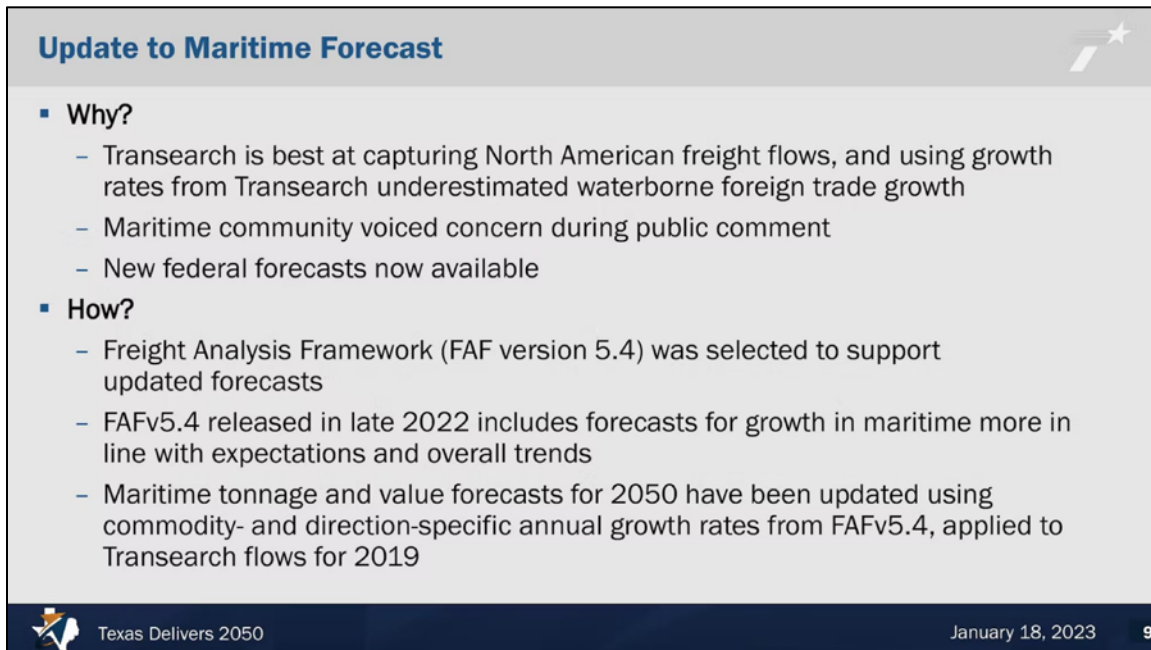 Update to Maritime Forecast
▪ Why?
– Transearch is best at capturing North American freight flows, and using growth
rates from Transearch underestimated waterborne foreign trade growth
– Maritime community voiced concern during public comment
– New federal forecasts now available
▪ How?
– Freight Analysis Framework (FAF version 5.4) was selected to support
updated forecasts
– FAFv5.4 released in late 2022 includes forecasts for growth in maritime more in
line with expectations and overall trends
– Maritime tonnage and value forecasts for 2050 have been updated using
commodity- and direction-specific annual growth rates from FAFv5.4, applied to
Transearch flows for 2019
Texas Delivers 2050
January 18, 2023 9